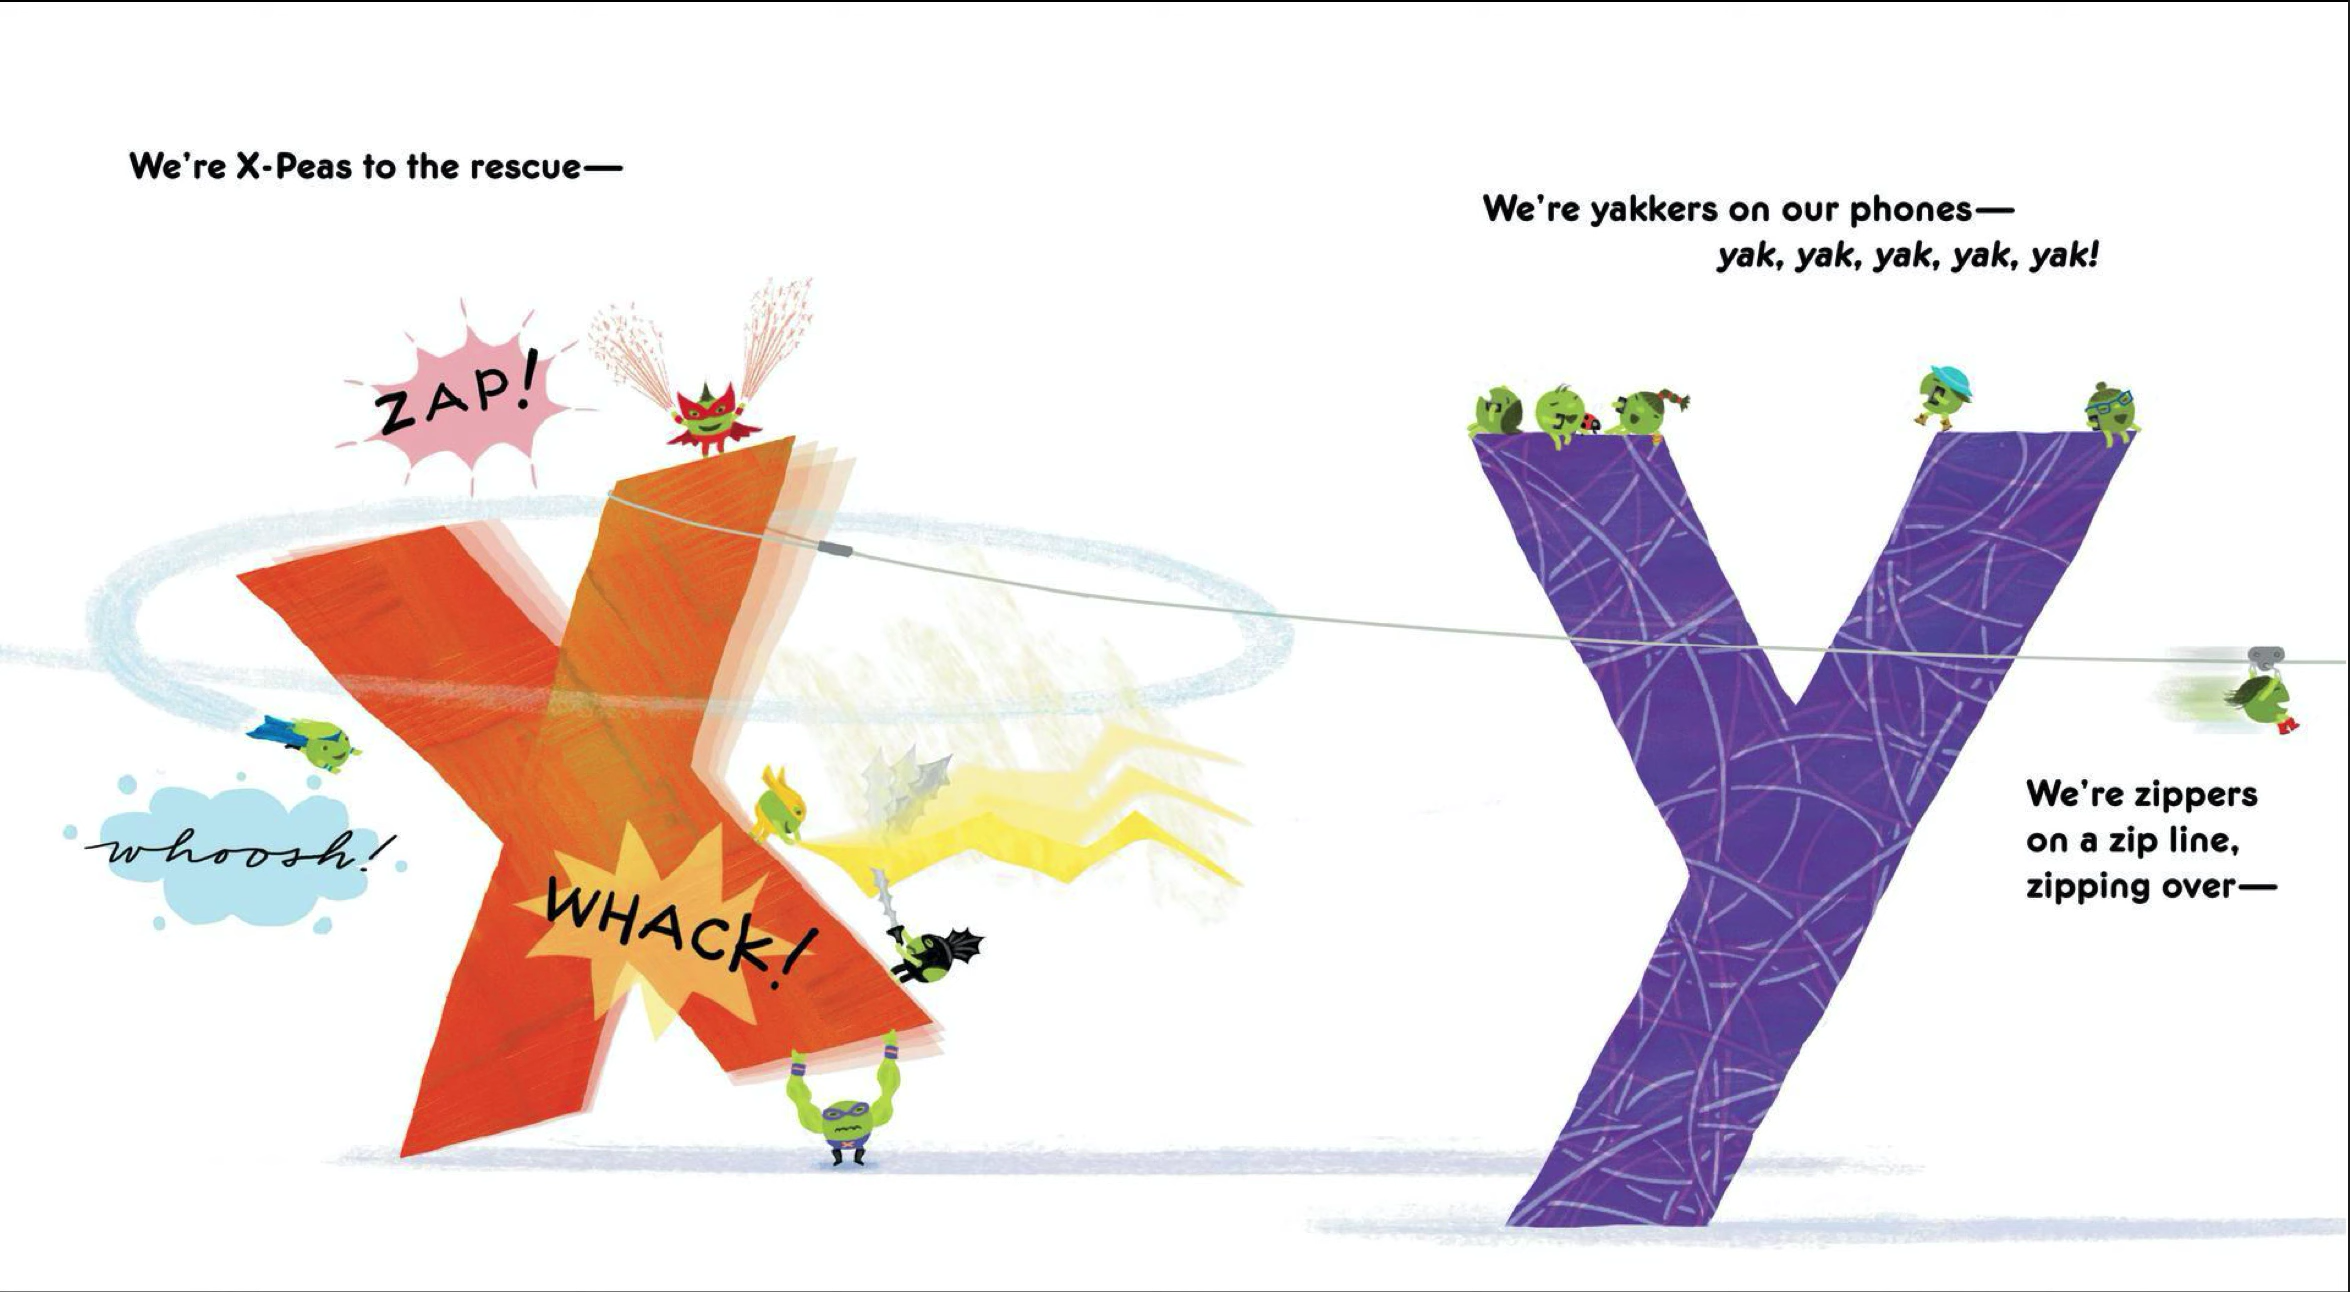 We're X-Peas to the rescue—
ZAP!
whoosh!
WHACK!
X
We're yakkers on our phones—
yak, yak, yak, yak, yak!
Y
We're zippers
on a zip line,
zipping over—